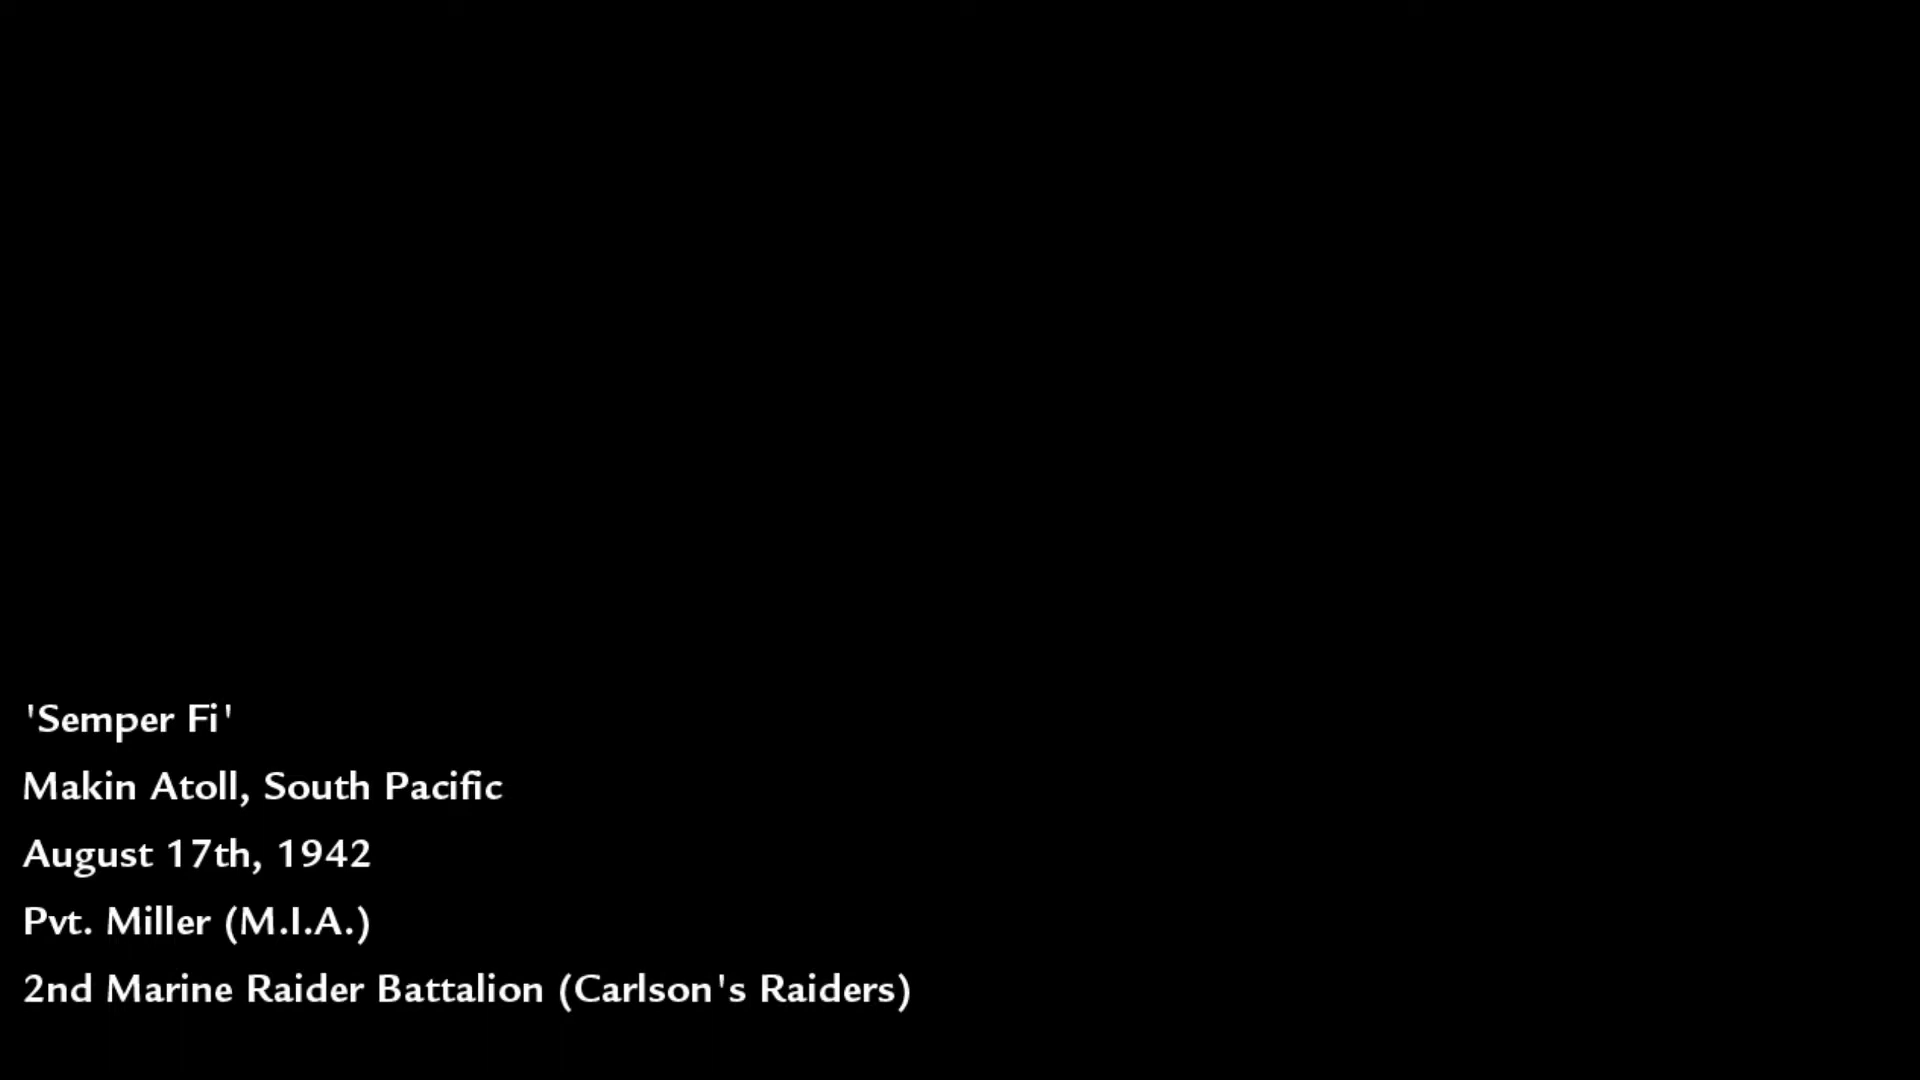 'Semper Fi'
Makin Atoll, South Pacific
August 17th, 1942
Pvt. Miller (M.I.A.)
2nd Marine Raider Battalion (Carlson's Raiders)